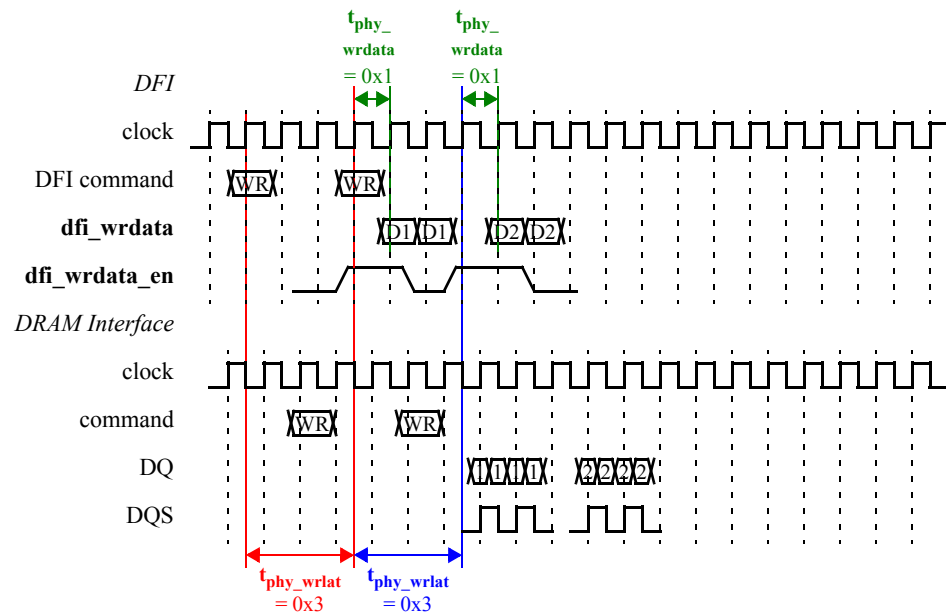 tphy_ tphy_
wrdata wrdata
= 0x1 = 0x1
DFI
clock
DFI command WR WR
dfi_wrdata D1 D1 D2 D2
dfi_wrdata_en
DRAM Interface
clock
command WR WR
DQ 1 1 1 1 2 2 2 2
DQS
tphy_wrlat tphy_wrlat
= 0x3 = 0x3